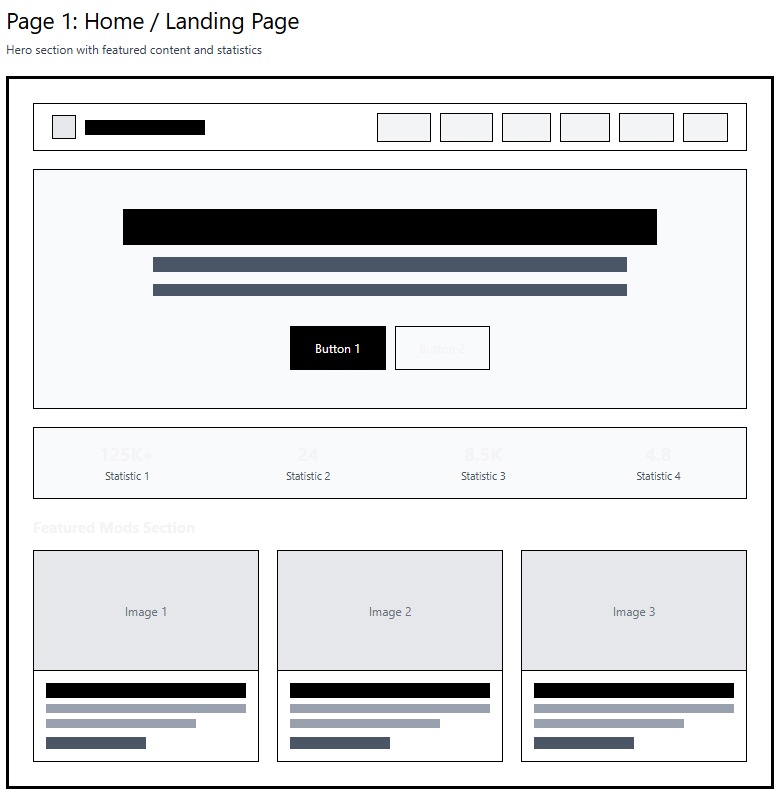 Page 1: Home / Landing Page
Hero section with featured content and statistics
Button 1 Button 2
125K+ 24 8.5K 4.8
Statistic 1 Statistic 2 Statistic 3 Statistic 4
Featured Mods Section
Image 1 Image 2 Image 3